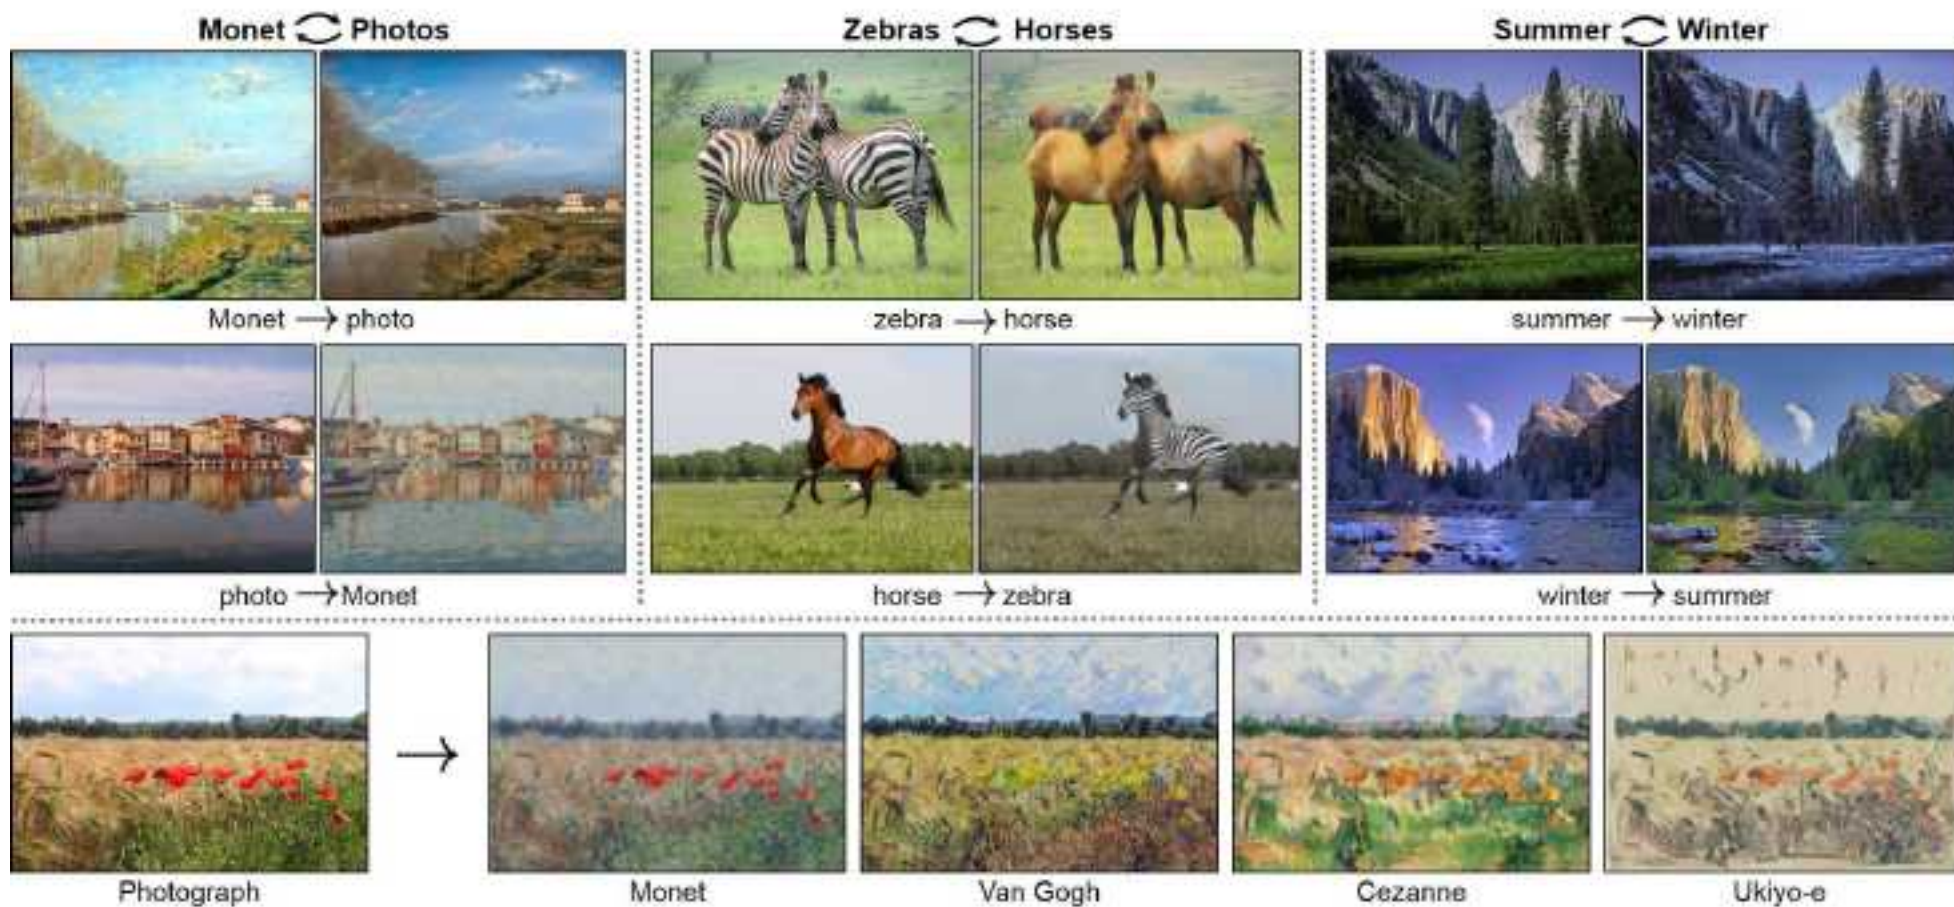 Monet Photos
Zebras Horses
Summer Winter
Monet → photo
zebra → horse
summer → winter
photo → Monet
horse → zebra
winter → summer
→
Photograph
Monet
Van Gogh
Cezanne
Ukiyo-e